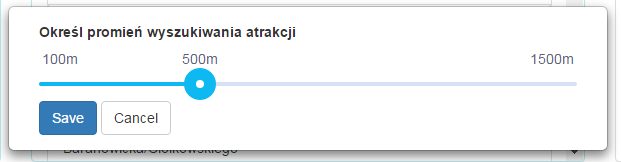 Określ promień wyszukiwania atrakcji
100m 500m 1500m
Save Cancel